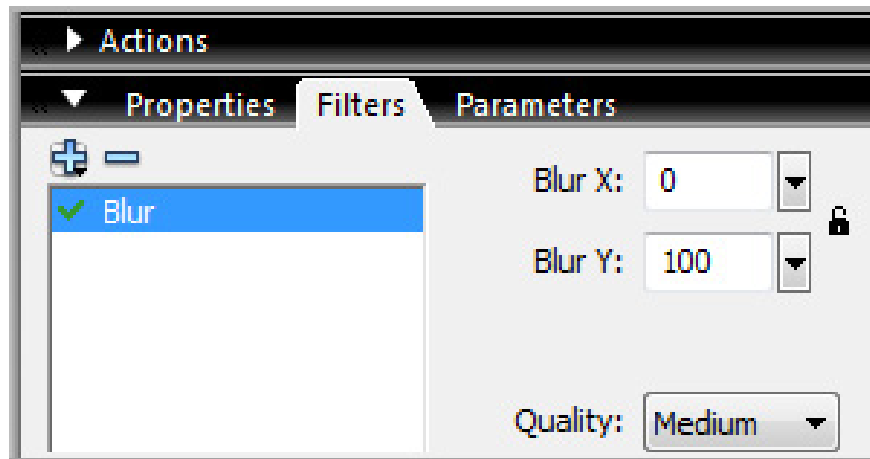 Actions
Properties Filters Parameters
Blur
Blur X: 0
Blur Y: 100
Quality: Medium